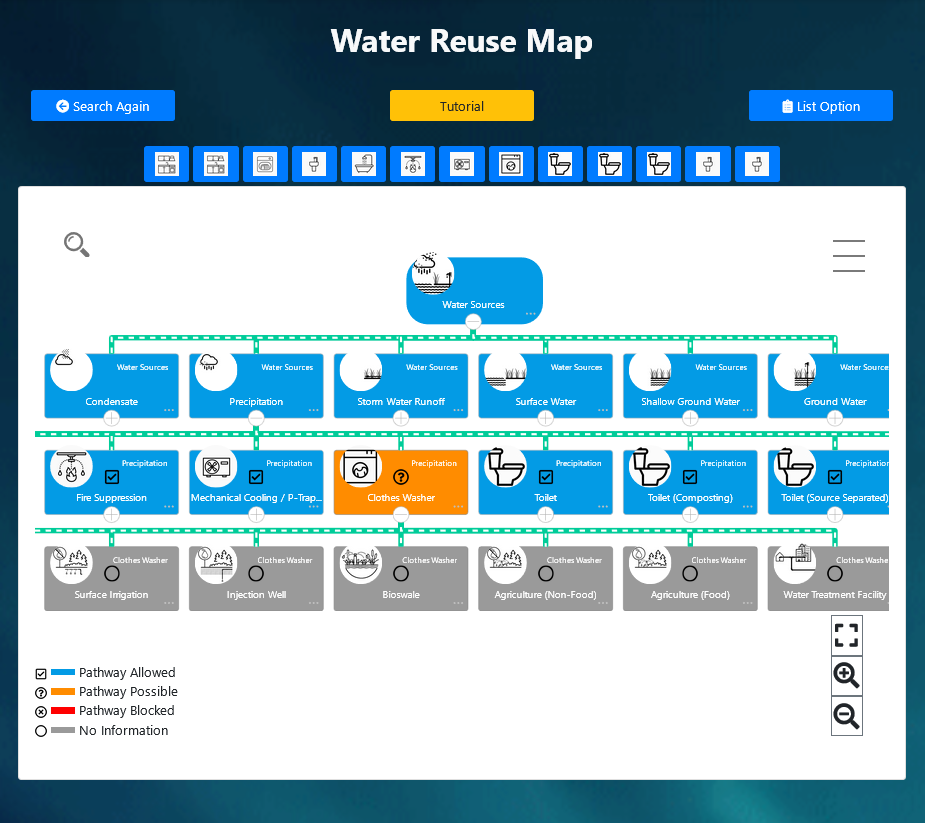 Water Reuse Map
Search Again
Tutorial
List Option
Water Sources
Water Sources
Condensate
Water Sources
Precipitation
Water Sources
Storm Water Runoff
Water Sources
Surface Water
Water Sources
Shallow Ground Water
Water Source
Ground Water
Precipitation
Fire Suppression
Precipitation
Mechanical Cooling / P-Trap...
Precipitation
Clothes Washer
Precipitation
Toilet
Precipitation
Toilet (Composting)
Precipitation
Toilet (Source Separated)
Clothes Washer
Surface Irrigation
Clothes Washer
Injection Well
Clothes Washer
Bioswale
Clothes Washer
Agriculture (Non-Food)
Clothes Washer
Agriculture (Food)
Clothes Washer
Water Treatment Facility
Pathway Allowed
Pathway Possible
Pathway Blocked
No Information